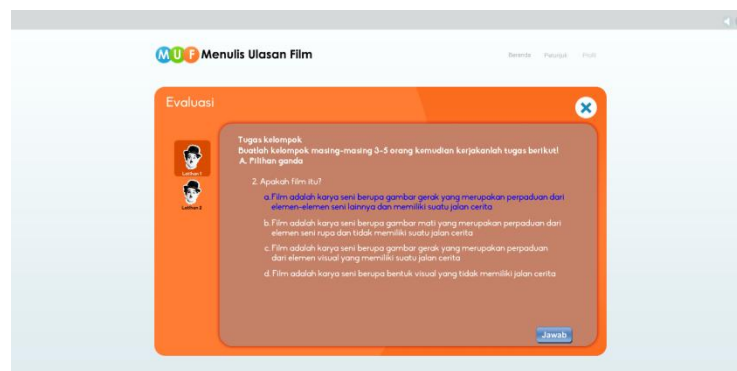 MUF Menulis Ulasan Film
Beranda Petunjuk Profil
Evaluasi
Tugas kelompok
Buatlah kelompok masing-masing 3-5 orang kemudian kerjakanlah tugas berikut!
A. Pilihan ganda
Latihan 1
Latihan 2
2. Apakah film itu?
a. Film adalah karya seni berupa gambar gerak yang merupakan perpaduan dari
elemen-elemen seni lainnya dan memiliki suatu jalan cerita
b. Film adalah karya seni berupa gambar mati yang merupakan perpaduan dari
elemen seni rupa dan tidak memiliki suatu jalan cerita
c. Film adalah karya seni berupa gambar gerak yang merupakan perpaduan
dari elemen visual yang memiliki suatu jalan cerita
d. Film adalah karya seni berupa bentuk visual yang tidak memiliki jalan cerita
Jawab